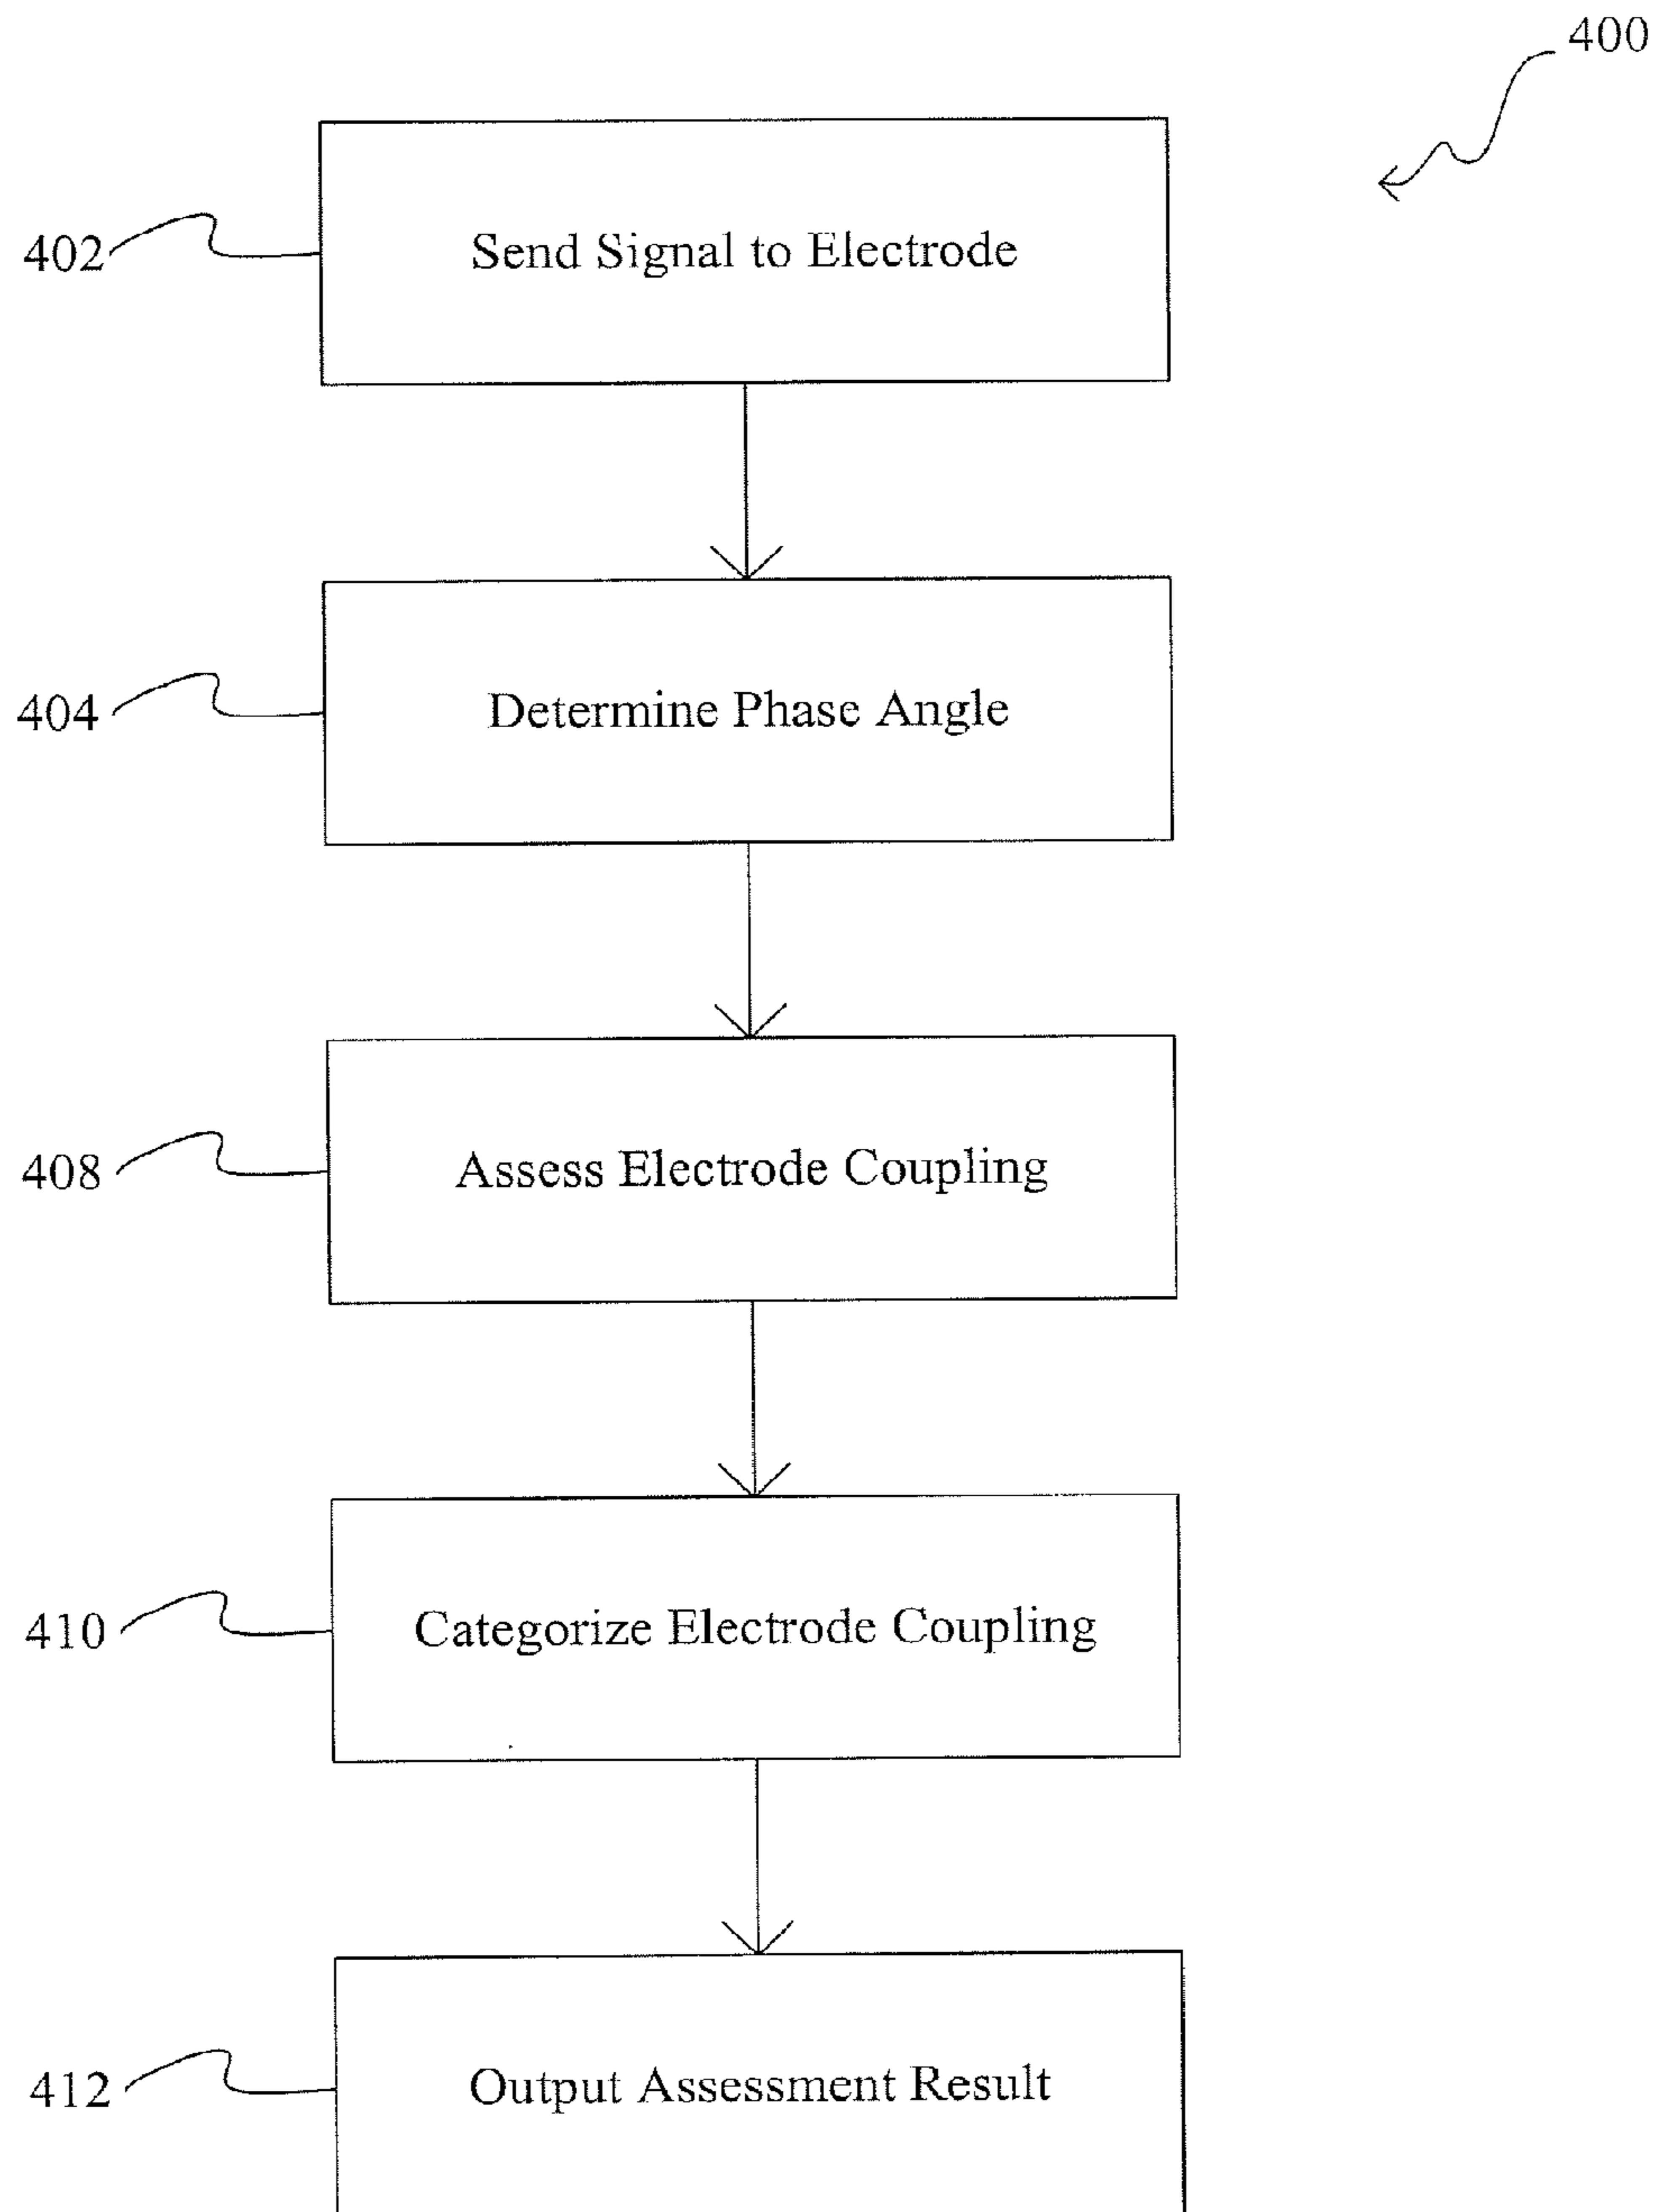 400
402
Send Signal to Electrode
404
Determine Phase Angle
408
Assess Electrode Coupling
410
Categorize Electrode Coupling
412
Output Assessment Result